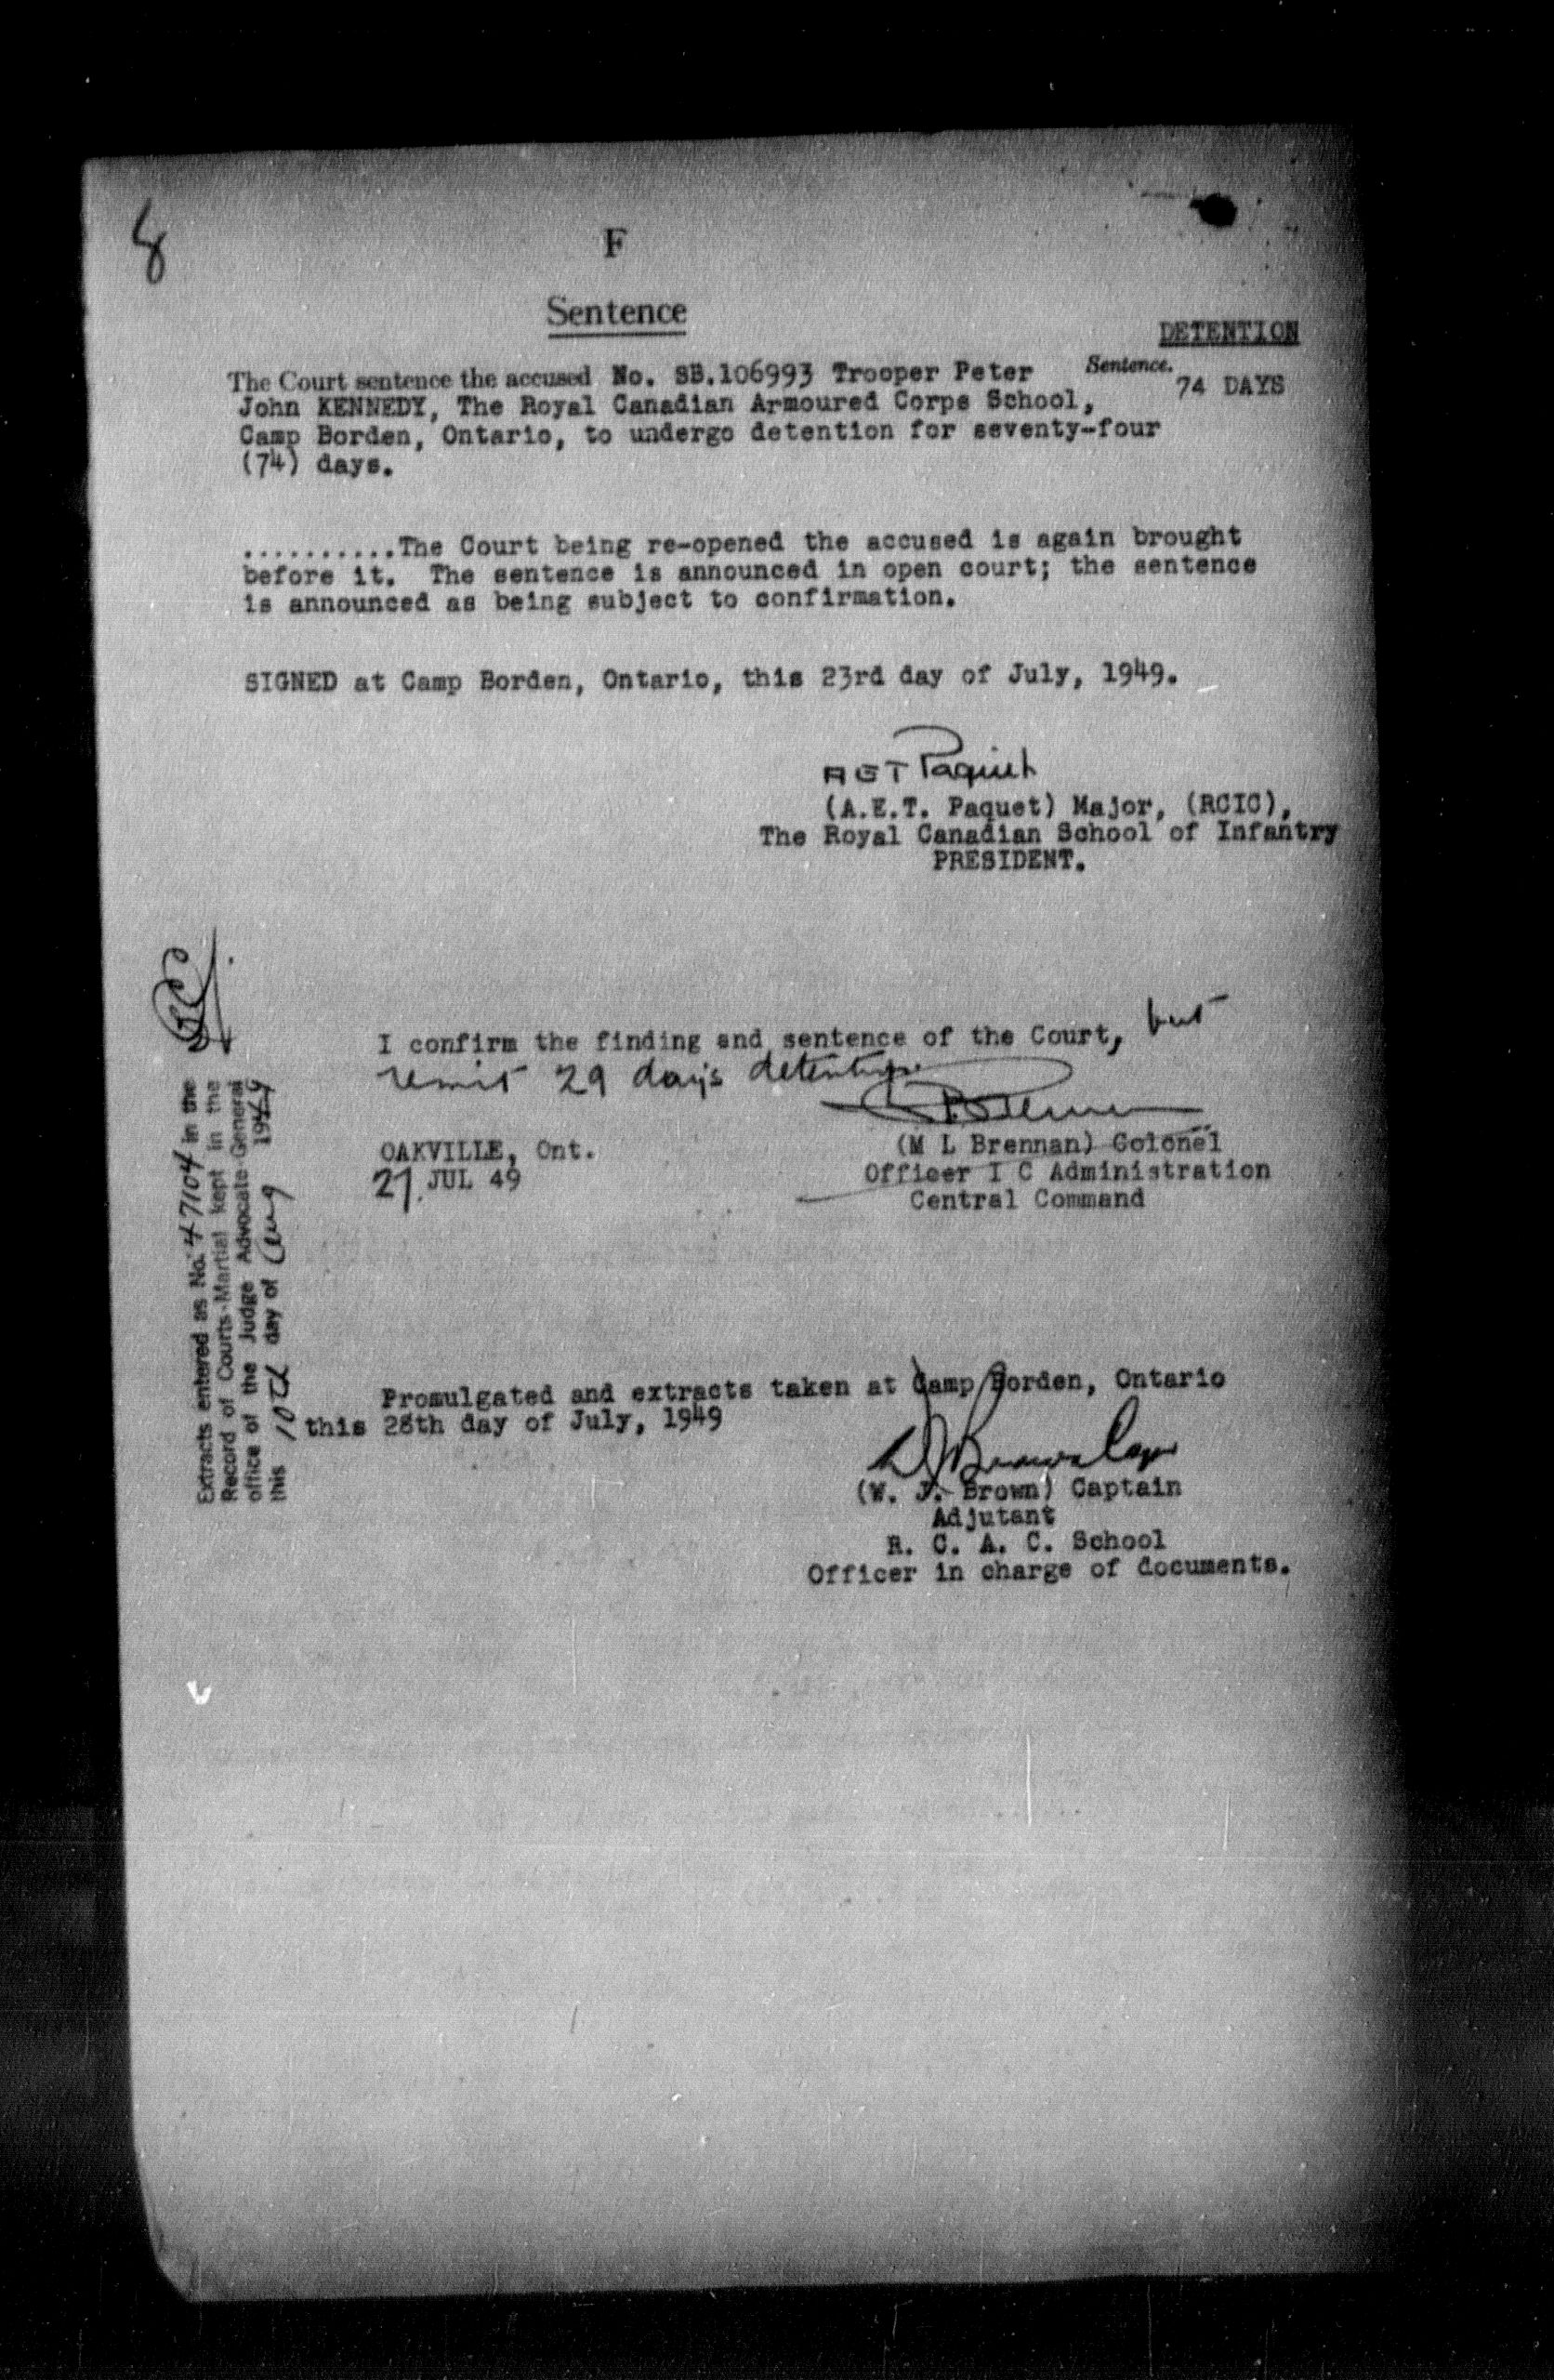 8
F
Sentence
DETENTION
The Court sentence the accused No. SB.106993 Trooper Peter
Sentence.
74 DAYS
John KENNEDY, The Royal Canadian Armoured Corps School,
Camp Borden, Ontario, to undergo detention for seventy-four
(74) days.
..........The Court being re-opened the accused is again brought
before it. The sentence is announced in open court; the sentence
is announced as being subject to confirmation.
SIGNED at Camp Borden, Ontario, this 23rd day of July, 1949.
AET Paquet
(A.E.T. Paquet) Major, (RCIC),
The Royal Canadian School of Infantry
PRESIDENT.
I confirm the finding and sentence of the Court, but
remit 29 days detention.
(M L Brennan) Colonel
Officer I C Administration
Central Command
OAKVILLE, Ont.
27. JUL 49
Promulgated and extracts taken at Camp Borden, Ontario
this 28th day of July, 1949
WJ Brown Capt
(W. J. Brown) Captain
Adjutant
R. C. A. C. School
Officer in charge of documents.
Extracts entered as No. 47104 in the
Record of Courts-Martial kept in the
office of the Judge Advocate-General
this 10th day of Aug 1949